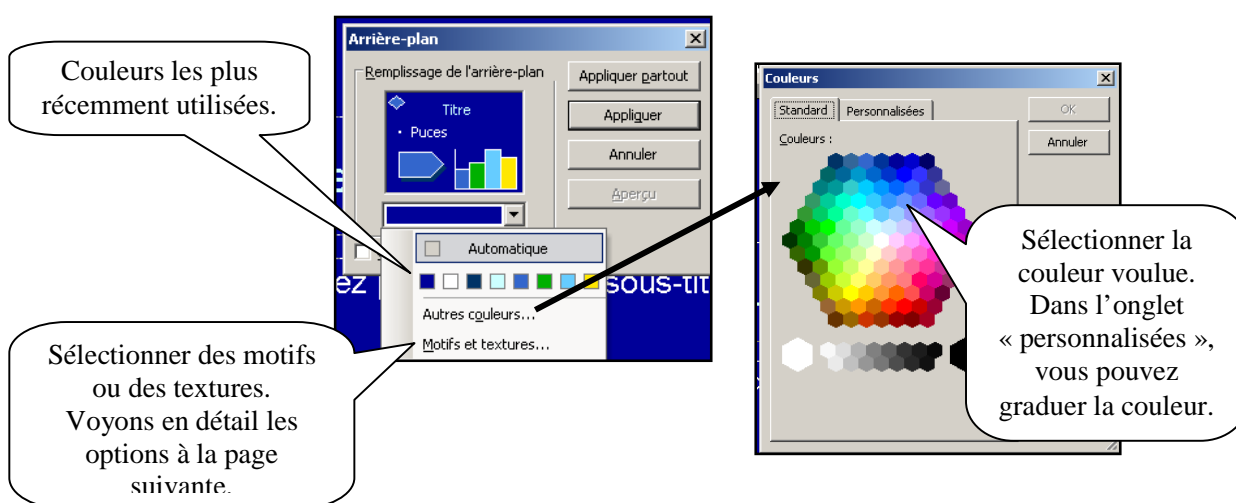 Couleurs les plus
récemment utilisées.
Arrière-plan
Remplissage de l'arrière-plan
Titre
• Puces
Appliquer partout
Appliquer
Annuler
Aperçu
Automatique
Autres couleurs...
Motifs et textures...
ez
sous-tit
Sélectionner des motifs
ou des textures.
Voyons en détail les
options à la page
suivante.
Couleurs
Standard
Personnalisées
Couleurs :
OK
Annuler
Sélectionner la
couleur voulue.
Dans l’onglet
« personnalisées »,
vous pouvez
graduer la couleur.